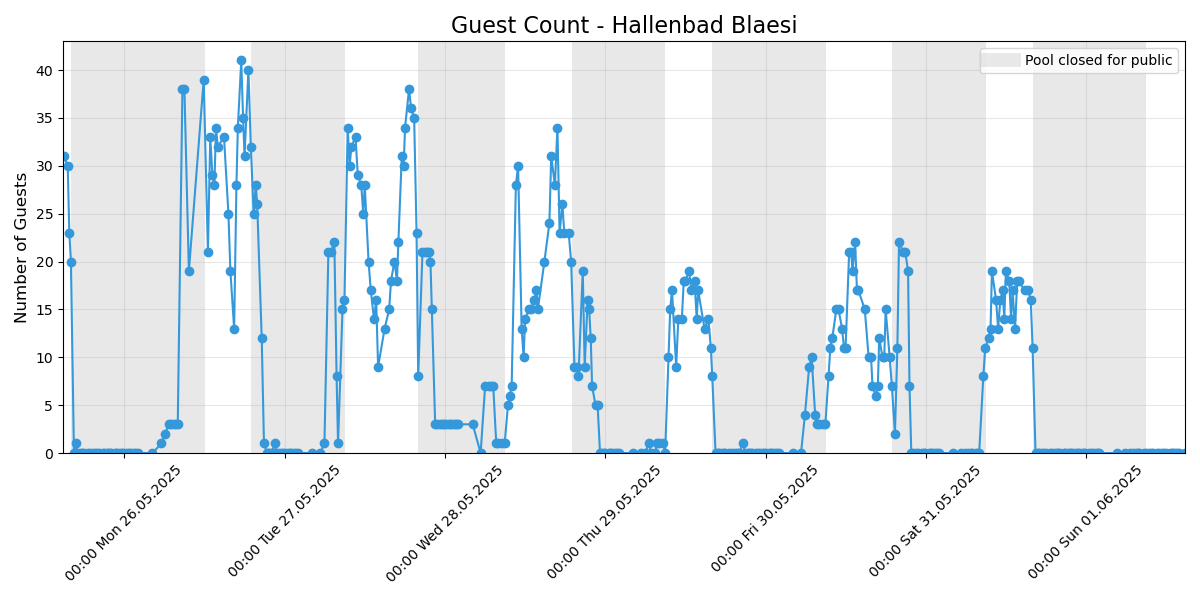 Guest Count - Hallenbad Blaesi
Pool closed for public
Number of Guests
40
35
30
25
20
15
10
5
0
00:00 Mon 26.05.2025
00:00 Tue 27.05.2025
00:00 Wed 28.05.2025
00:00 Thu 29.05.2025
00:00 Fri 30.05.2025
00:00 Sat 31.05.2025
00:00 Sun 01.06.2025